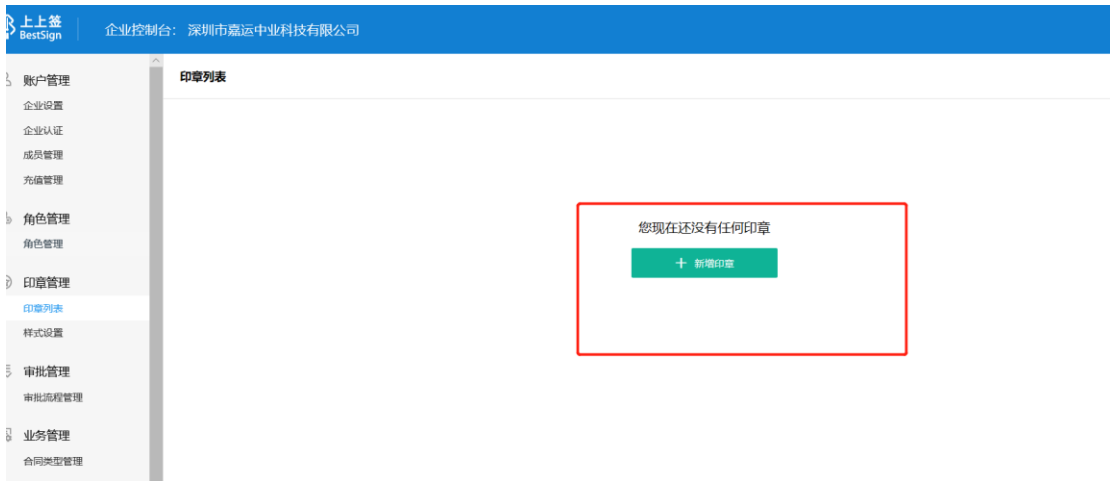 上上签
BestSign
企业控制台： 深圳市嘉运中业科技有限公司
账户管理
企业设置
企业认证
成员管理
充值管理
角色管理
角色管理
印章管理
印章列表
样式设置
审批管理
审批流程管理
业务管理
合同类型管理
印章列表
您现在还没有任何印章
+ 新增印章